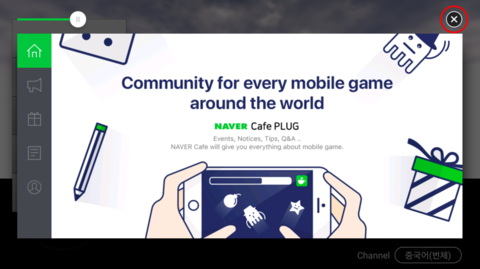 Community for every mobile game
around the world
NAVER Cafe PLUG
Events, Notices, Tips, Q&A ..
NAVER Cafe will give you everything about mobile game.
Channel 중국어(번체)